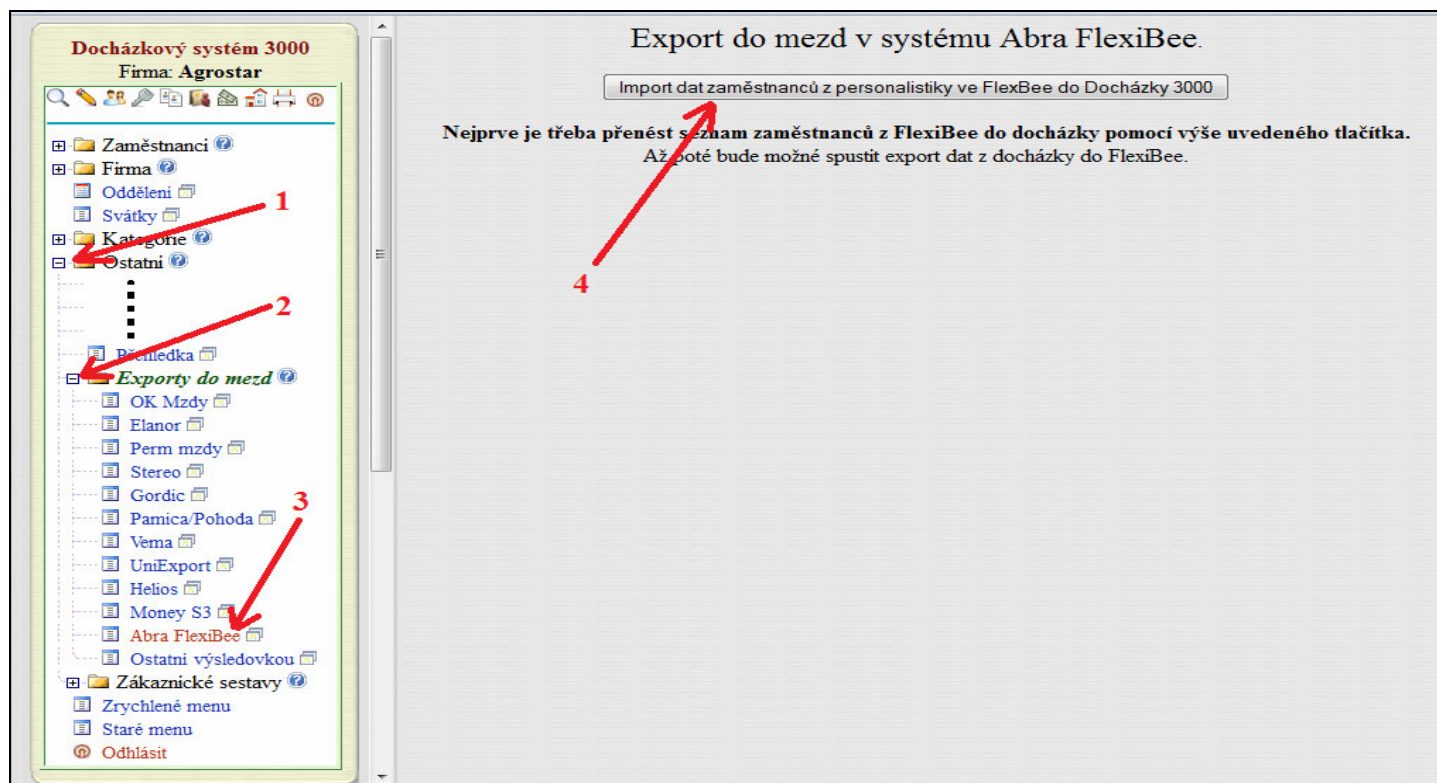 Docházkový systém 3000
Firma: Agrostar
Zaměstnanci
Firma
Oddělení
Svátky
Kategorie
Ostatní
Přehledka
Exporty do mezd
OK Mzdy
Elanor
Perm mzdy
Stereo
Gordic
Pamica/Pohoda
Vema
UniExport
Helios
Money S3
Abra FlexiBee
Ostatní výsledovkou
Zákaznické sestavy
Zrychlené menu
Staré menu
Odhlásit
1
2
3
Export do mezd v systému Abra FlexiBee.
Import dat zaměstnanců z personalistiky ve FlexBee do Docházky 3000
Nejprve je třeba přenést seznam zaměstnanců z FlexiBee do docházky pomocí výše uvedeného tlačítka.
Až poté bude možné spustit export dat z docházky do FlexiBee.
4